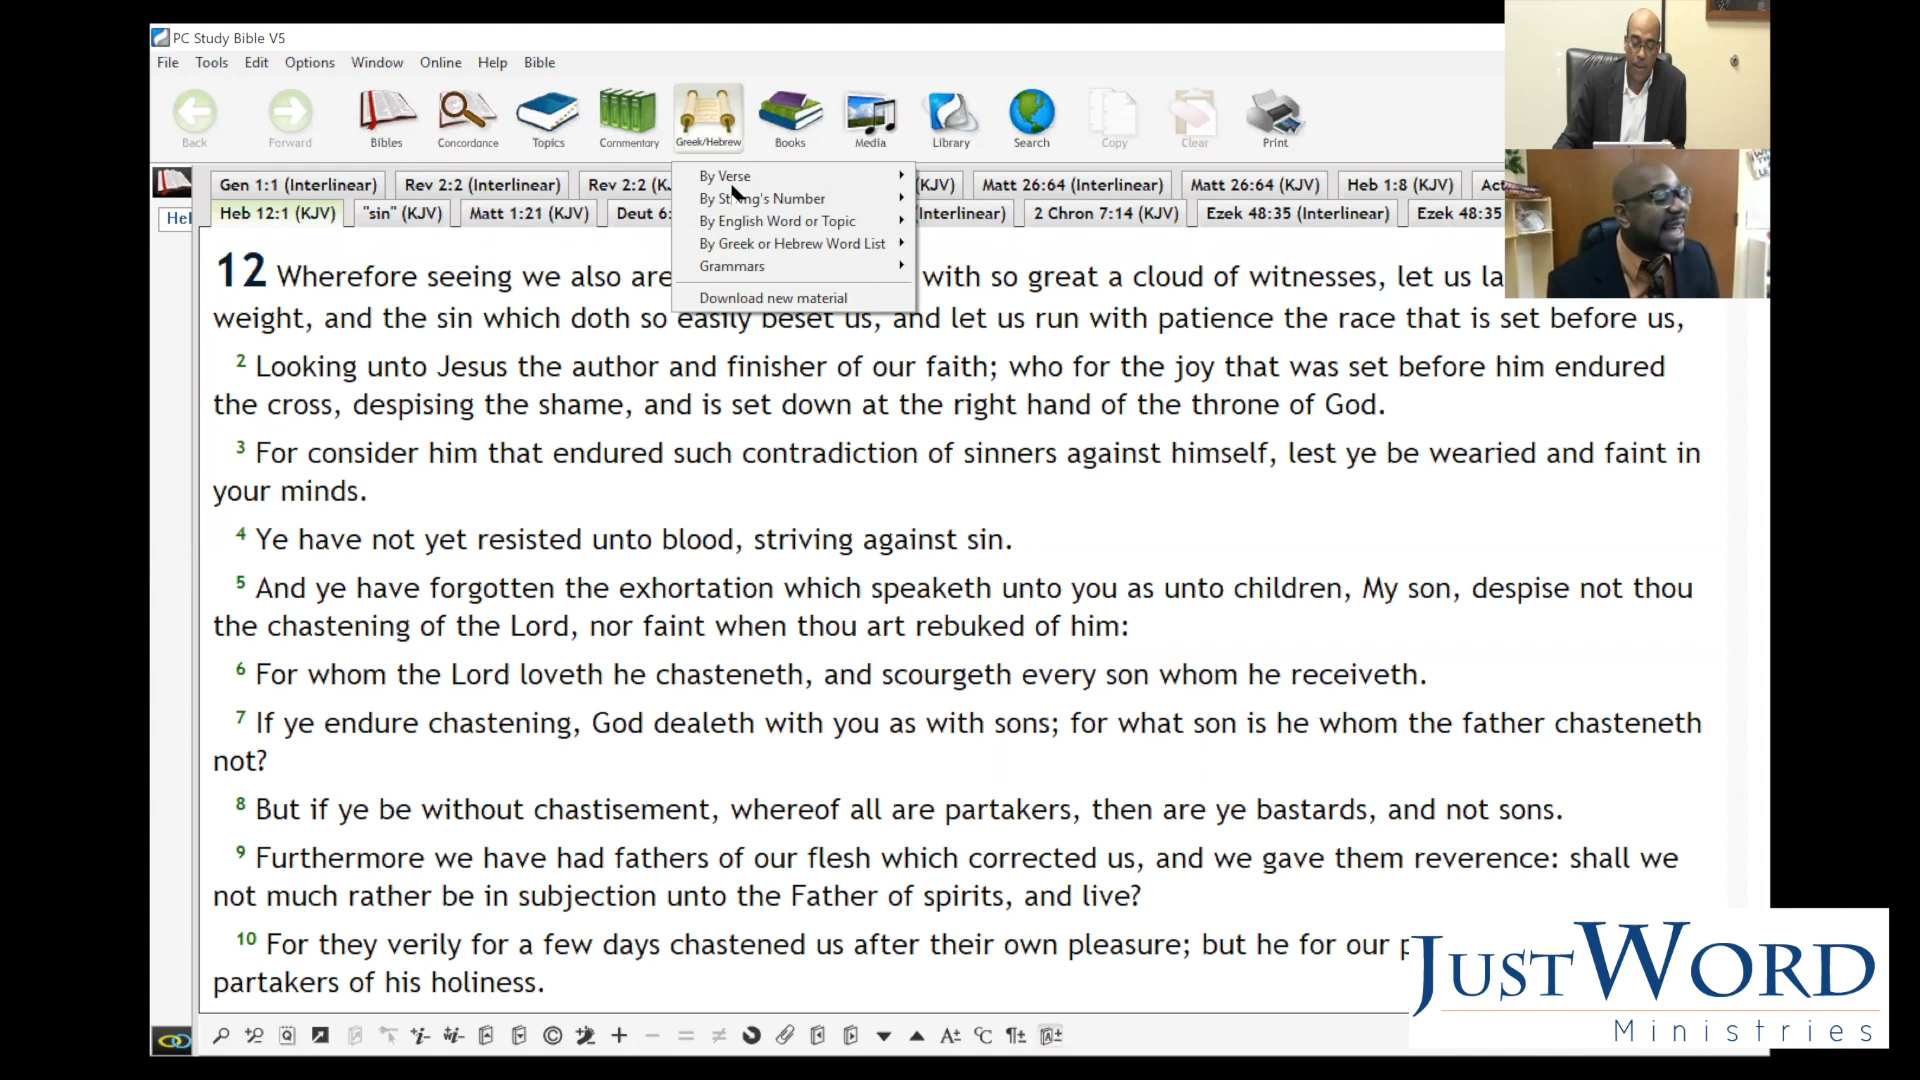 PC Study Bible V5
File Tools Edit Options Window Online Help Bible
Back Forward Bibles Concordance Topics Commentary Greek/Hebrew Books Media Library Search Copy Clear Print
Gen 1:1 (Interlinear) Rev 2:2 (Interlinear) Rev 2:2 (KJ (KJV) Matt 26:64 (Interlinear) Matt 26:64 (KJV) Heb 1:8 (KJV) Act
Hel Heb 12:1 (KJV) "sin" (KJV) Matt 1:21 (KJV) Deut 6: Interlinear) 2 Chron 7:14 (KJV) Ezek 48:35 (Interlinear) Ezek 48:35
By Verse
By Strong's Number
By English Word or Topic
By Greek or Hebrew Word List
Grammars
Download new material
12 Wherefore seeing we also are with so great a cloud of witnesses, let us la
weight, and the sin which doth so easily beset us, and let us run with patience the race that is set before us,
2 Looking unto Jesus the author and finisher of our faith; who for the joy that was set before him endured
the cross, despising the shame, and is set down at the right hand of the throne of God.
3 For consider him that endured such contradiction of sinners against himself, lest ye be wearied and faint in
your minds.
4 Ye have not yet resisted unto blood, striving against sin.
5 And ye have forgotten the exhortation which speaketh unto you as unto children, My son, despise not thou
the chastening of the Lord, nor faint when thou art rebuked of him:
6 For whom the Lord loveth he chasteneth, and scourgeth every son whom he receiveth.
7 If ye endure chastening, God dealeth with you as with sons; for what son is he whom the father chasteneth
not?
8 But if ye be without chastisement, whereof all are partakers, then are ye bastards, and not sons.
9 Furthermore we have had fathers of our flesh which corrected us, and we gave them reverence: shall we
not much rather be in subjection unto the Father of spirits, and live?
10 For they verily for a few days chastened us after their own pleasure; but he for our p
partakers of his holiness.
JUSTWORD
Ministries